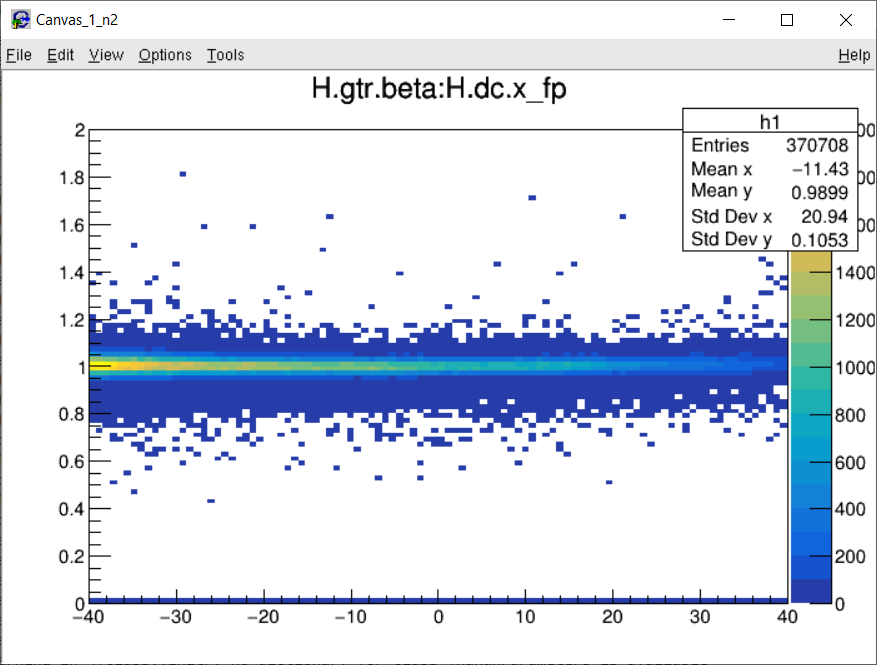 Canvas_1_n2
File Edit View Options Tools Help
H.gtr.beta:H.dc.x_fp
h1
Entries 370708
Mean x −11.43
Mean y 0.9899
Std Dev x 20.94
Std Dev y 0.1053
2
1.8
1.6
1.4
1.2
1
0.8
0.6
0.4
0.2
0
−40 −30 −20 −10 0 10 20 30 40
1400
1200
1000
800
600
400
200
0